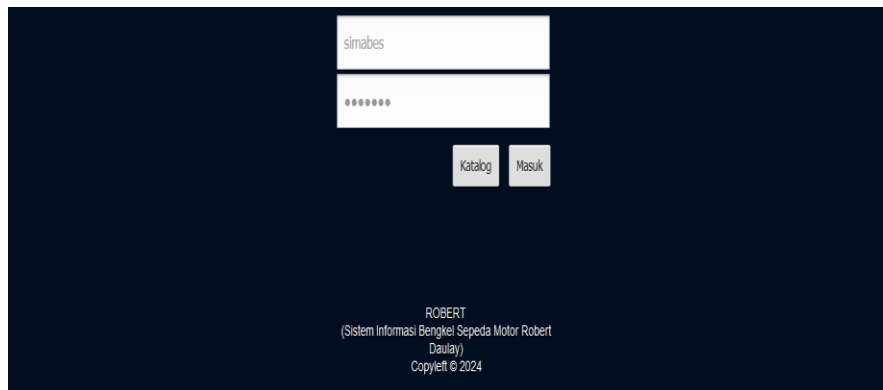 simabes
•••••••
Katalog Masuk
ROBERT
(Sistem Informasi Bengkel Sepeda Motor Robert
Daulay)
Copyleft © 2024